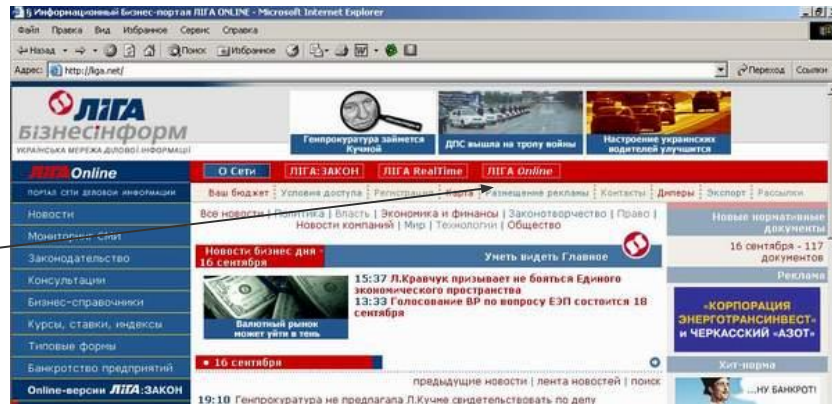 Информационный Бизнес-портал ЛІГА ONLINE - Microsoft Internet Explorer
Файл Правка Вид Избранное Сервис Справка
Назад Поиск Избранное
Адрес: http://liga.net/ Переход Ссылки
ЛІГА
БІЗНЕСІНФОРМ
УКРАЇНСЬКА МЕРЕЖА ДІЛОВОЇ ІНФОРМАЦІЇ
Генпрокуратура займется Кучмой
ДПС вышла на тропу войны
Настроение украинских водителей улучшится
ЛІГА Online
О Сети ЛІГА:ЗАКОН ЛІГА RealTime ЛІГА Online
ПОРТАЛ СЕТИ ДЕЛОВОЙ ИНФОРМАЦИИ
Ваш бюджет Условия доступа Регистрация Карта Размещение рекламы Контакты Дилеры Экспорт Рассылки
Новости
Мониторинг СМИ
Законодательство
Консультации
Бизнес-справочники
Курсы, ставки, индексы
Типовые формы
Банкротство предприятий
Online-версии ЛІГА:ЗАКОН
Все новости | Политика | Власть | Экономика и финансы | Законотворчество | Право |
Новости компаний | Мир | Технологии | Общество
Новости бизнес дня -
16 сентября
Уметь видеть Главное
15:37 Л.Кравчук призывает не бояться Единого
экономического пространства
13:33 Голосование ВР по вопросу ЕЭП состоится 18
сентября
Валютный рынок
может уйти в тень
16 сентября
предыдущие новости | лента новостей | поиск
19:10 Генпрокуратура не предлагала Л.Кучме свидетельствовать по делу
Новые нормативные
документы
16 сентября - 117
документов
Реклама
«КОРПОРАЦИЯ
ЭНЕРГОТРАНСИНВЕСТ»
и ЧЕРКАССКИЙ «АЗОТ»
Хит-норма
...НУ БАНКРОТІ